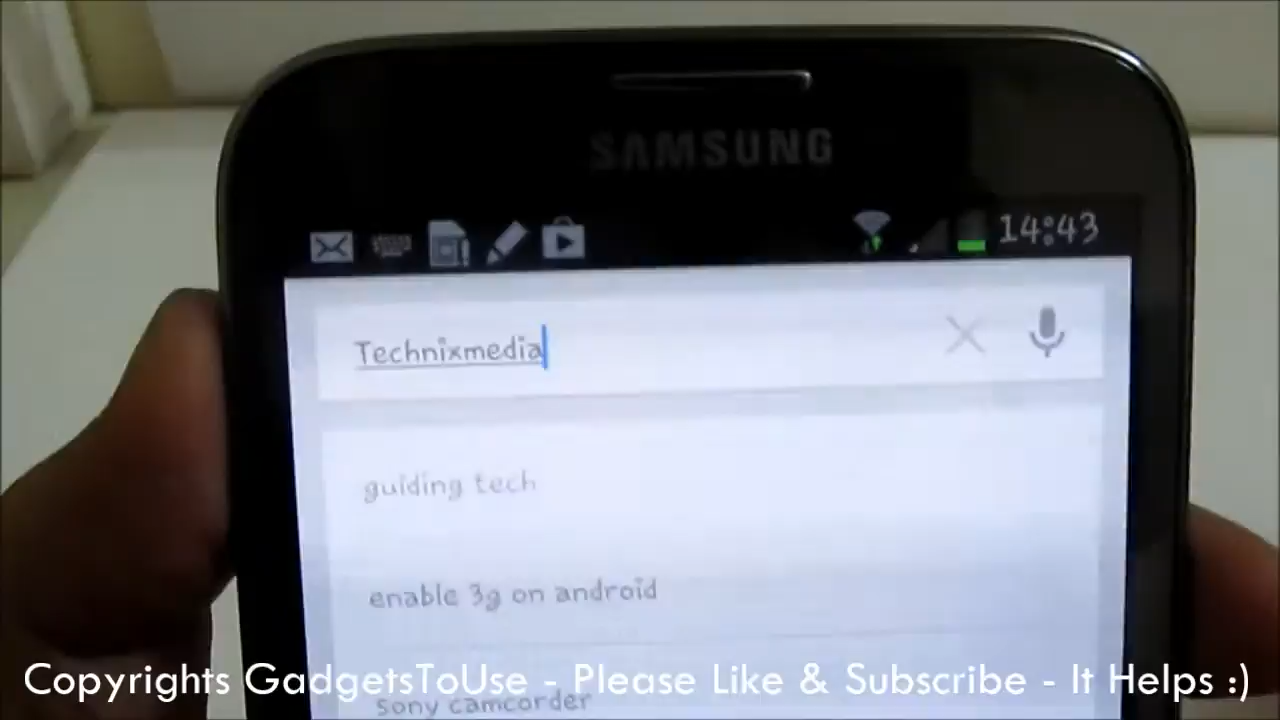 SAMSUNG
14:43
Technixmedia
guiding tech
enable 3g on android
sony camcorder
Copyrights GadgetsToUse - Please Like & Subscribe - It Helps :)